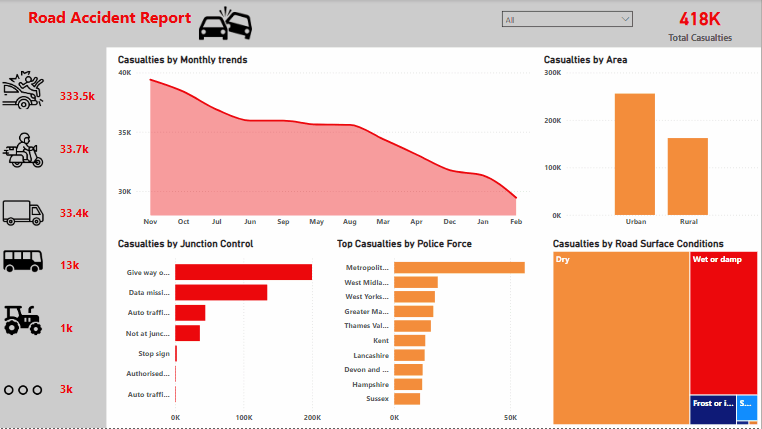 Road Accident Report
All
418K
Total Casualties
333.5k
33.7k
33.4k
13k
1k
3k
Casualties by Monthly trends
40K
35K
30K
Nov Oct Jul Jun Sep May Aug Mar Apr Dec Jan Feb
Casualties by Area
300K
200K
100K
0K
Urban Rural
Casualties by Junction Control
Give way o...
Data missi...
Auto traffi...
Not at junc...
Stop sign
Authorised...
Auto traffi...
0K 100K 200K
Top Casualties by Police Force
Metropolit...
West Midla...
West Yorks...
Greater Ma...
Thames Val...
Kent
Lancashire
Devon and ...
Hampshire
Sussex
0K 50K
Casualties by Road Surface Conditions
Dry
Wet or damp
Frost or i...
S...